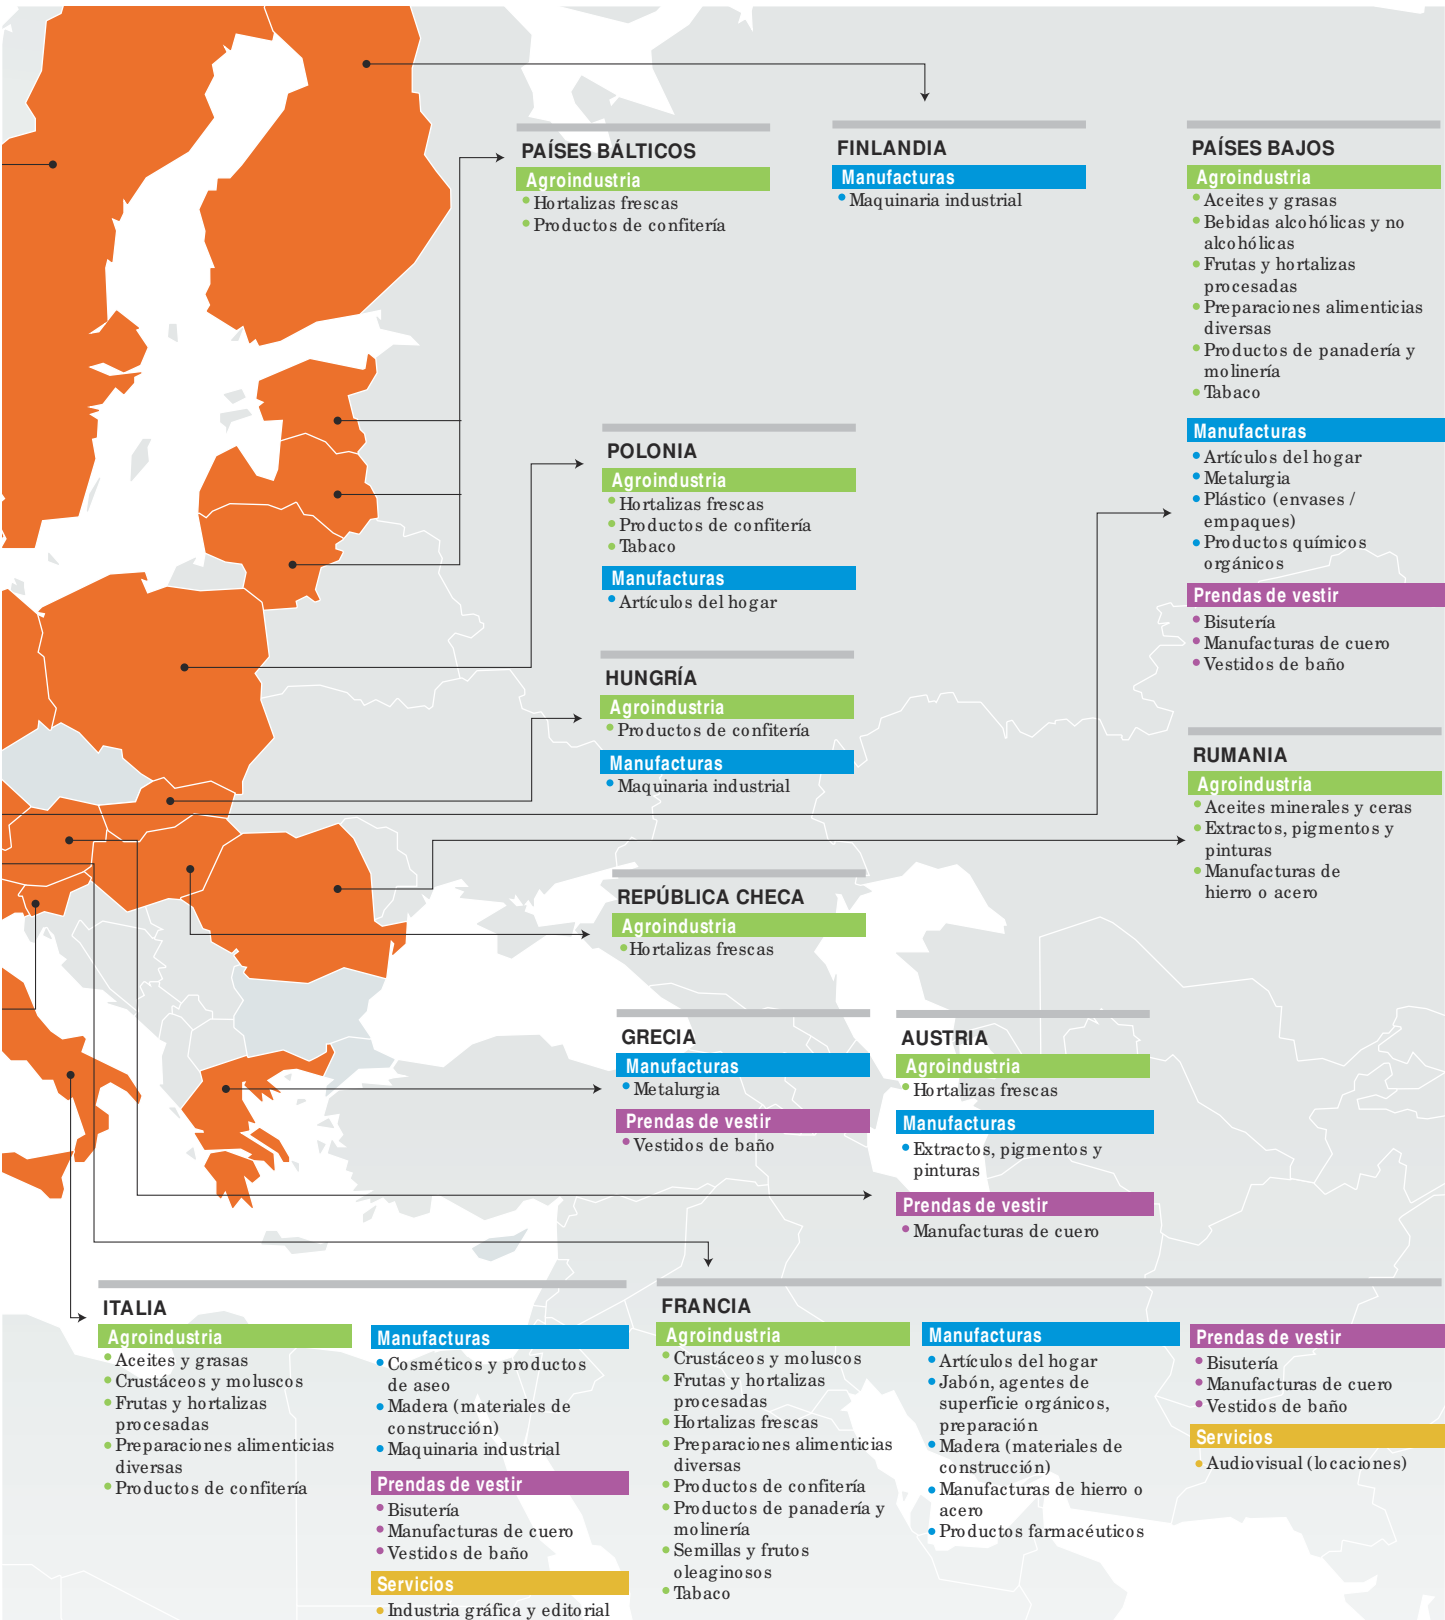 PAÍSES BÁLTICOS
Agroindustria
• Hortalizas frescas
• Productos de confitería
FINLANDIA
Manufacturas
• Maquinaria industrial
PAÍSES BAJOS
Agroindustria
• Aceites y grasas
• Bebidas alcohólicas y no
alcohólicas
• Frutas y hortalizas
procesadas
• Preparaciones alimenticias
diversas
• Productos de panadería y
molinería
• Tabaco
Manufacturas
• Artículos del hogar
• Metalurgia
• Plástico (envases /
empaques)
• Productos químicos
orgánicos
Prendas de vestir
• Bisutería
• Manufacturas de cuero
• Vestidos de baño
POLONIA
Agroindustria
• Hortalizas frescas
• Productos de confitería
• Tabaco
Manufacturas
• Artículos del hogar
HUNGRÍA
Agroindustria
• Productos de confitería
Manufacturas
• Maquinaria industrial
RUMANIA
Agroindustria
• Aceites minerales y ceras
• Extractos, pigmentos y
pinturas
• Manufacturas de
hierro o acero
REPÚBLICA CHECA
Agroindustria
• Hortalizas frescas
GRECIA
Manufacturas
• Metalurgia
Prendas de vestir
• Vestidos de baño
AUSTRIA
Agroindustria
• Hortalizas frescas
Manufacturas
• Extractos, pigmentos y
pinturas
Prendas de vestir
• Manufacturas de cuero
ITALIA
Agroindustria
• Aceites y grasas
• Crustáceos y moluscos
• Frutas y hortalizas
procesadas
• Preparaciones alimenticias
diversas
• Productos de confitería
Manufacturas
• Cosméticos y productos
de aseo
• Madera (materiales de
construcción)
• Maquinaria industrial
Prendas de vestir
• Bisutería
• Manufacturas de cuero
• Vestidos de baño
Servicios
• Industria gráfica y editorial
FRANCIA
Agroindustria
• Crustáceos y moluscos
• Frutas y hortalizas
procesadas
• Hortalizas frescas
• Preparaciones alimenticias
diversas
• Productos de confitería
• Productos de panadería y
molinería
• Semillas y frutos
oleaginosos
• Tabaco
Manufacturas
• Artículos del hogar
• Jabón, agentes de
superficie orgánicos,
preparación
• Madera (materiales de
construcción)
• Manufacturas de hierro o
acero
• Productos farmacéuticos
Prendas de vestir
• Bisutería
• Manufacturas de cuero
• Vestidos de baño
Servicios
• Audiovisual (locaciones)